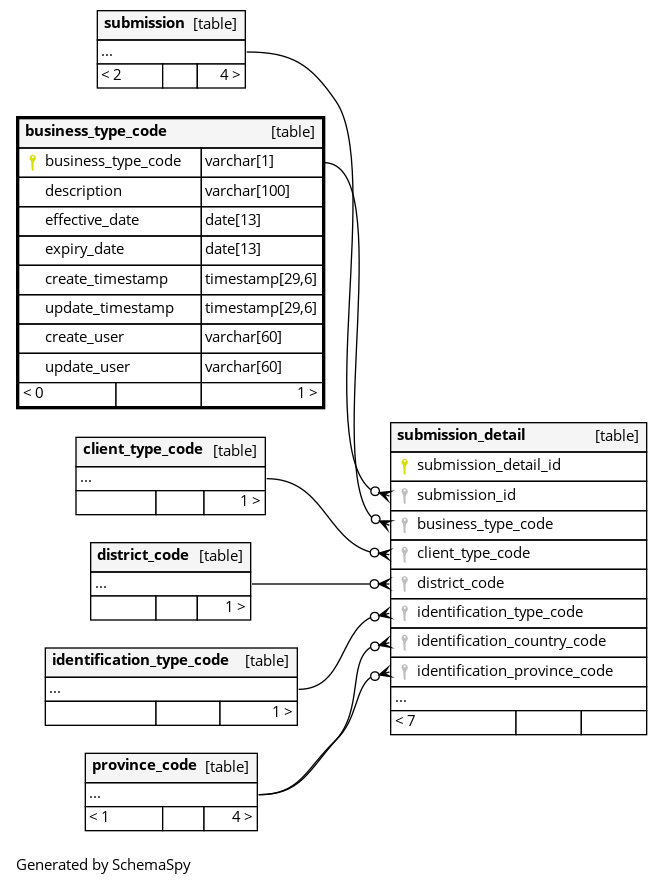 submission [table]
...
< 2 4 >
business_type_code [table]
business_type_code varchar[1]
description varchar[100]
effective_date date[13]
expiry_date date[13]
create_timestamp timestamp[29,6]
update_timestamp timestamp[29,6]
create_user varchar[60]
update_user varchar[60]
< 0 1 >
client_type_code [table]
...
1 >
district_code [table]
...
1 >
identification_type_code [table]
...
1 >
province_code [table]
...
< 1 4 >
submission_detail [table]
submission_detail_id
submission_id
business_type_code
client_type_code
district_code
identification_type_code
identification_country_code
identification_province_code
...
< 7
Generated by SchemaSpy